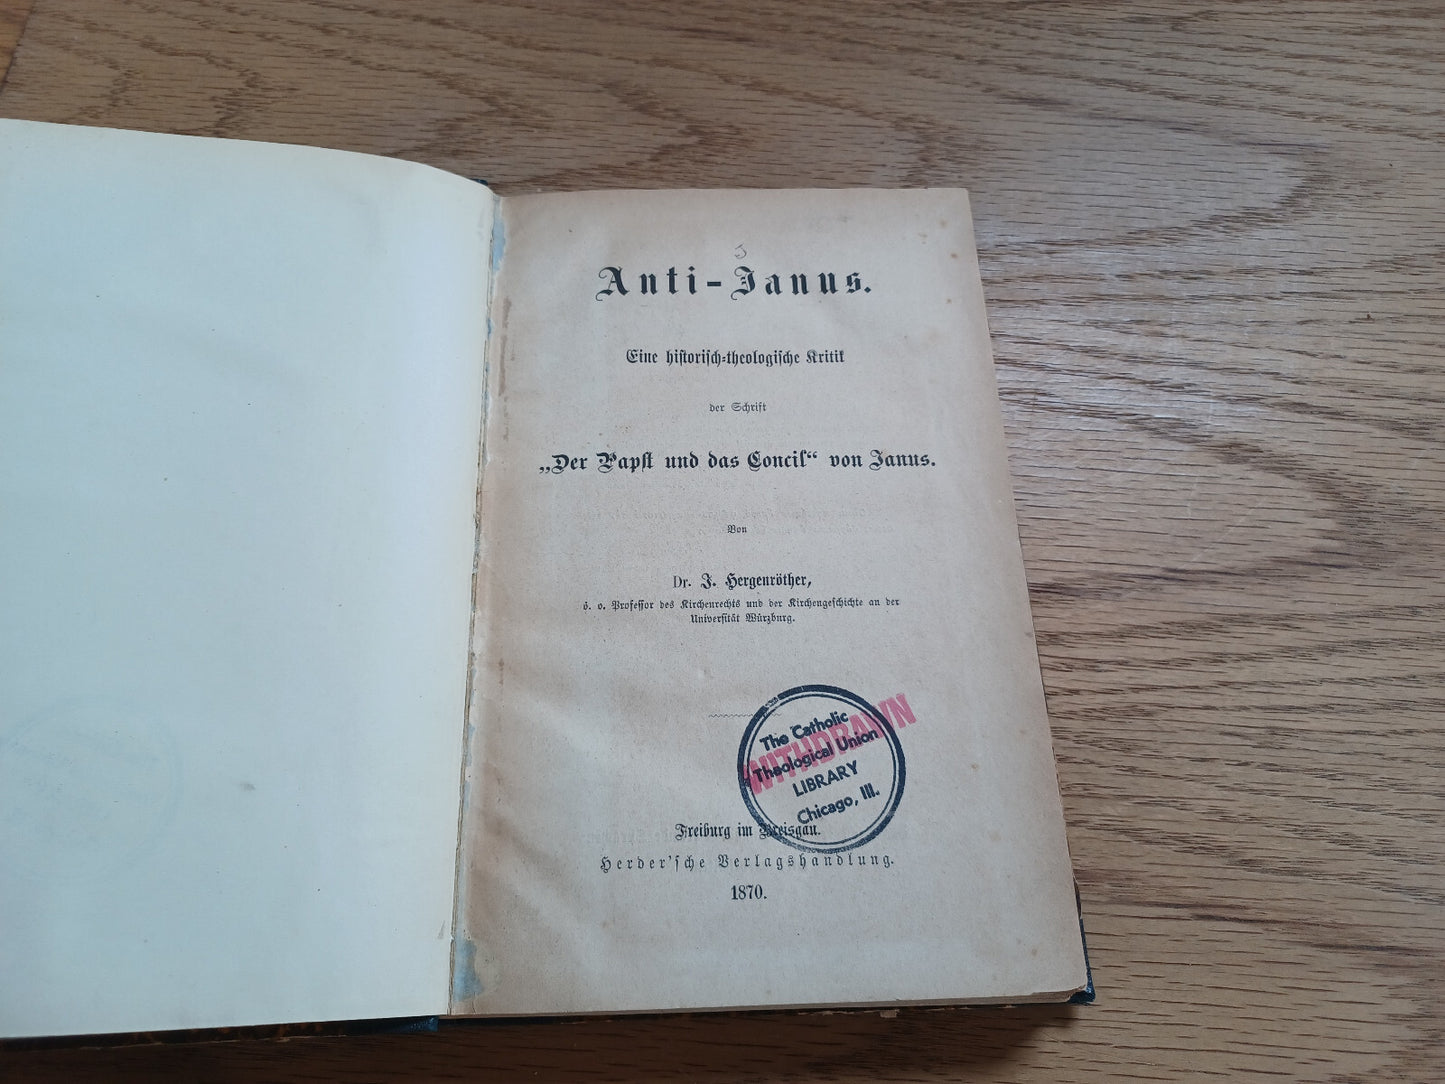 J
Anti-Janus.
Eine historisch-theologische Kritik
der Schrift
„Der Papst und das Concil“ von Janus.
Von
Dr. J. Hergenröther,
ö. o. Professor des Kirchenrechts und der Kirchengeschichte an der
Universität Würzburg.
WITHDRAWN
The Catholic
Theological Union
LIBRARY
Chicago, Ill.
Freiburg im Breisgau.
Herder'sche Verlagshandlung.
1870.